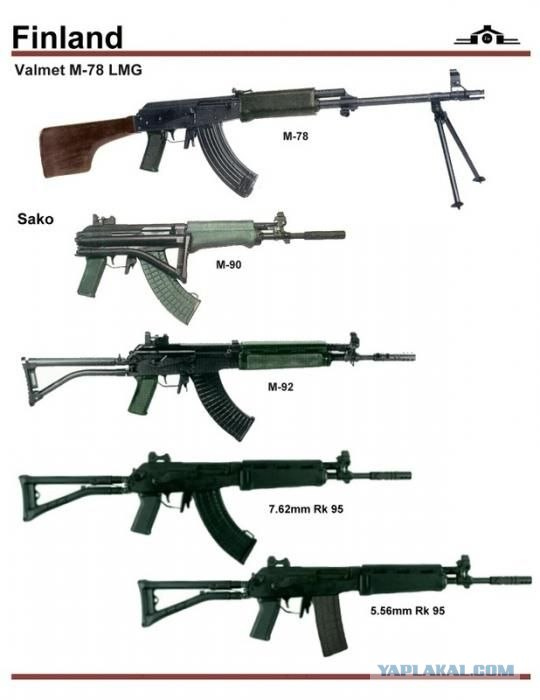 Finland
Valmet M-78 LMG
M-78
Sako
M-90
M-92
7.62mm Rk 95
5.56mm Rk 95
YAPLAKAL.COM